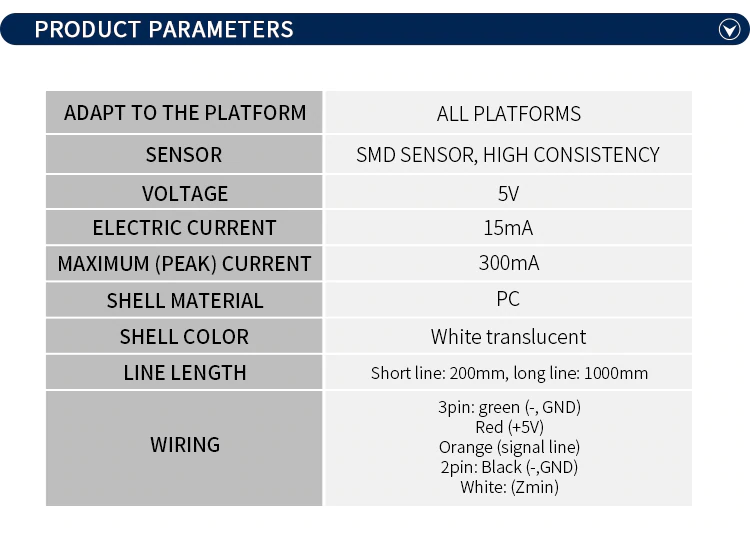 PRODUCT PARAMETERS
ADAPT TO THE PLATFORM
ALL PLATFORMS
SENSOR
SMD SENSOR, HIGH CONSISTENCY
VOLTAGE
5V
ELECTRIC CURRENT
15mA
MAXIMUM (PEAK) CURRENT
300mA
SHELL MATERIAL
PC
SHELL COLOR
White translucent
LINE LENGTH
Short line: 200mm, long line: 1000mm
WIRING
3pin: green (-, GND)
Red (+5V)
Orange (signal line)
2pin: Black (-,GND)
White: (Zmin)